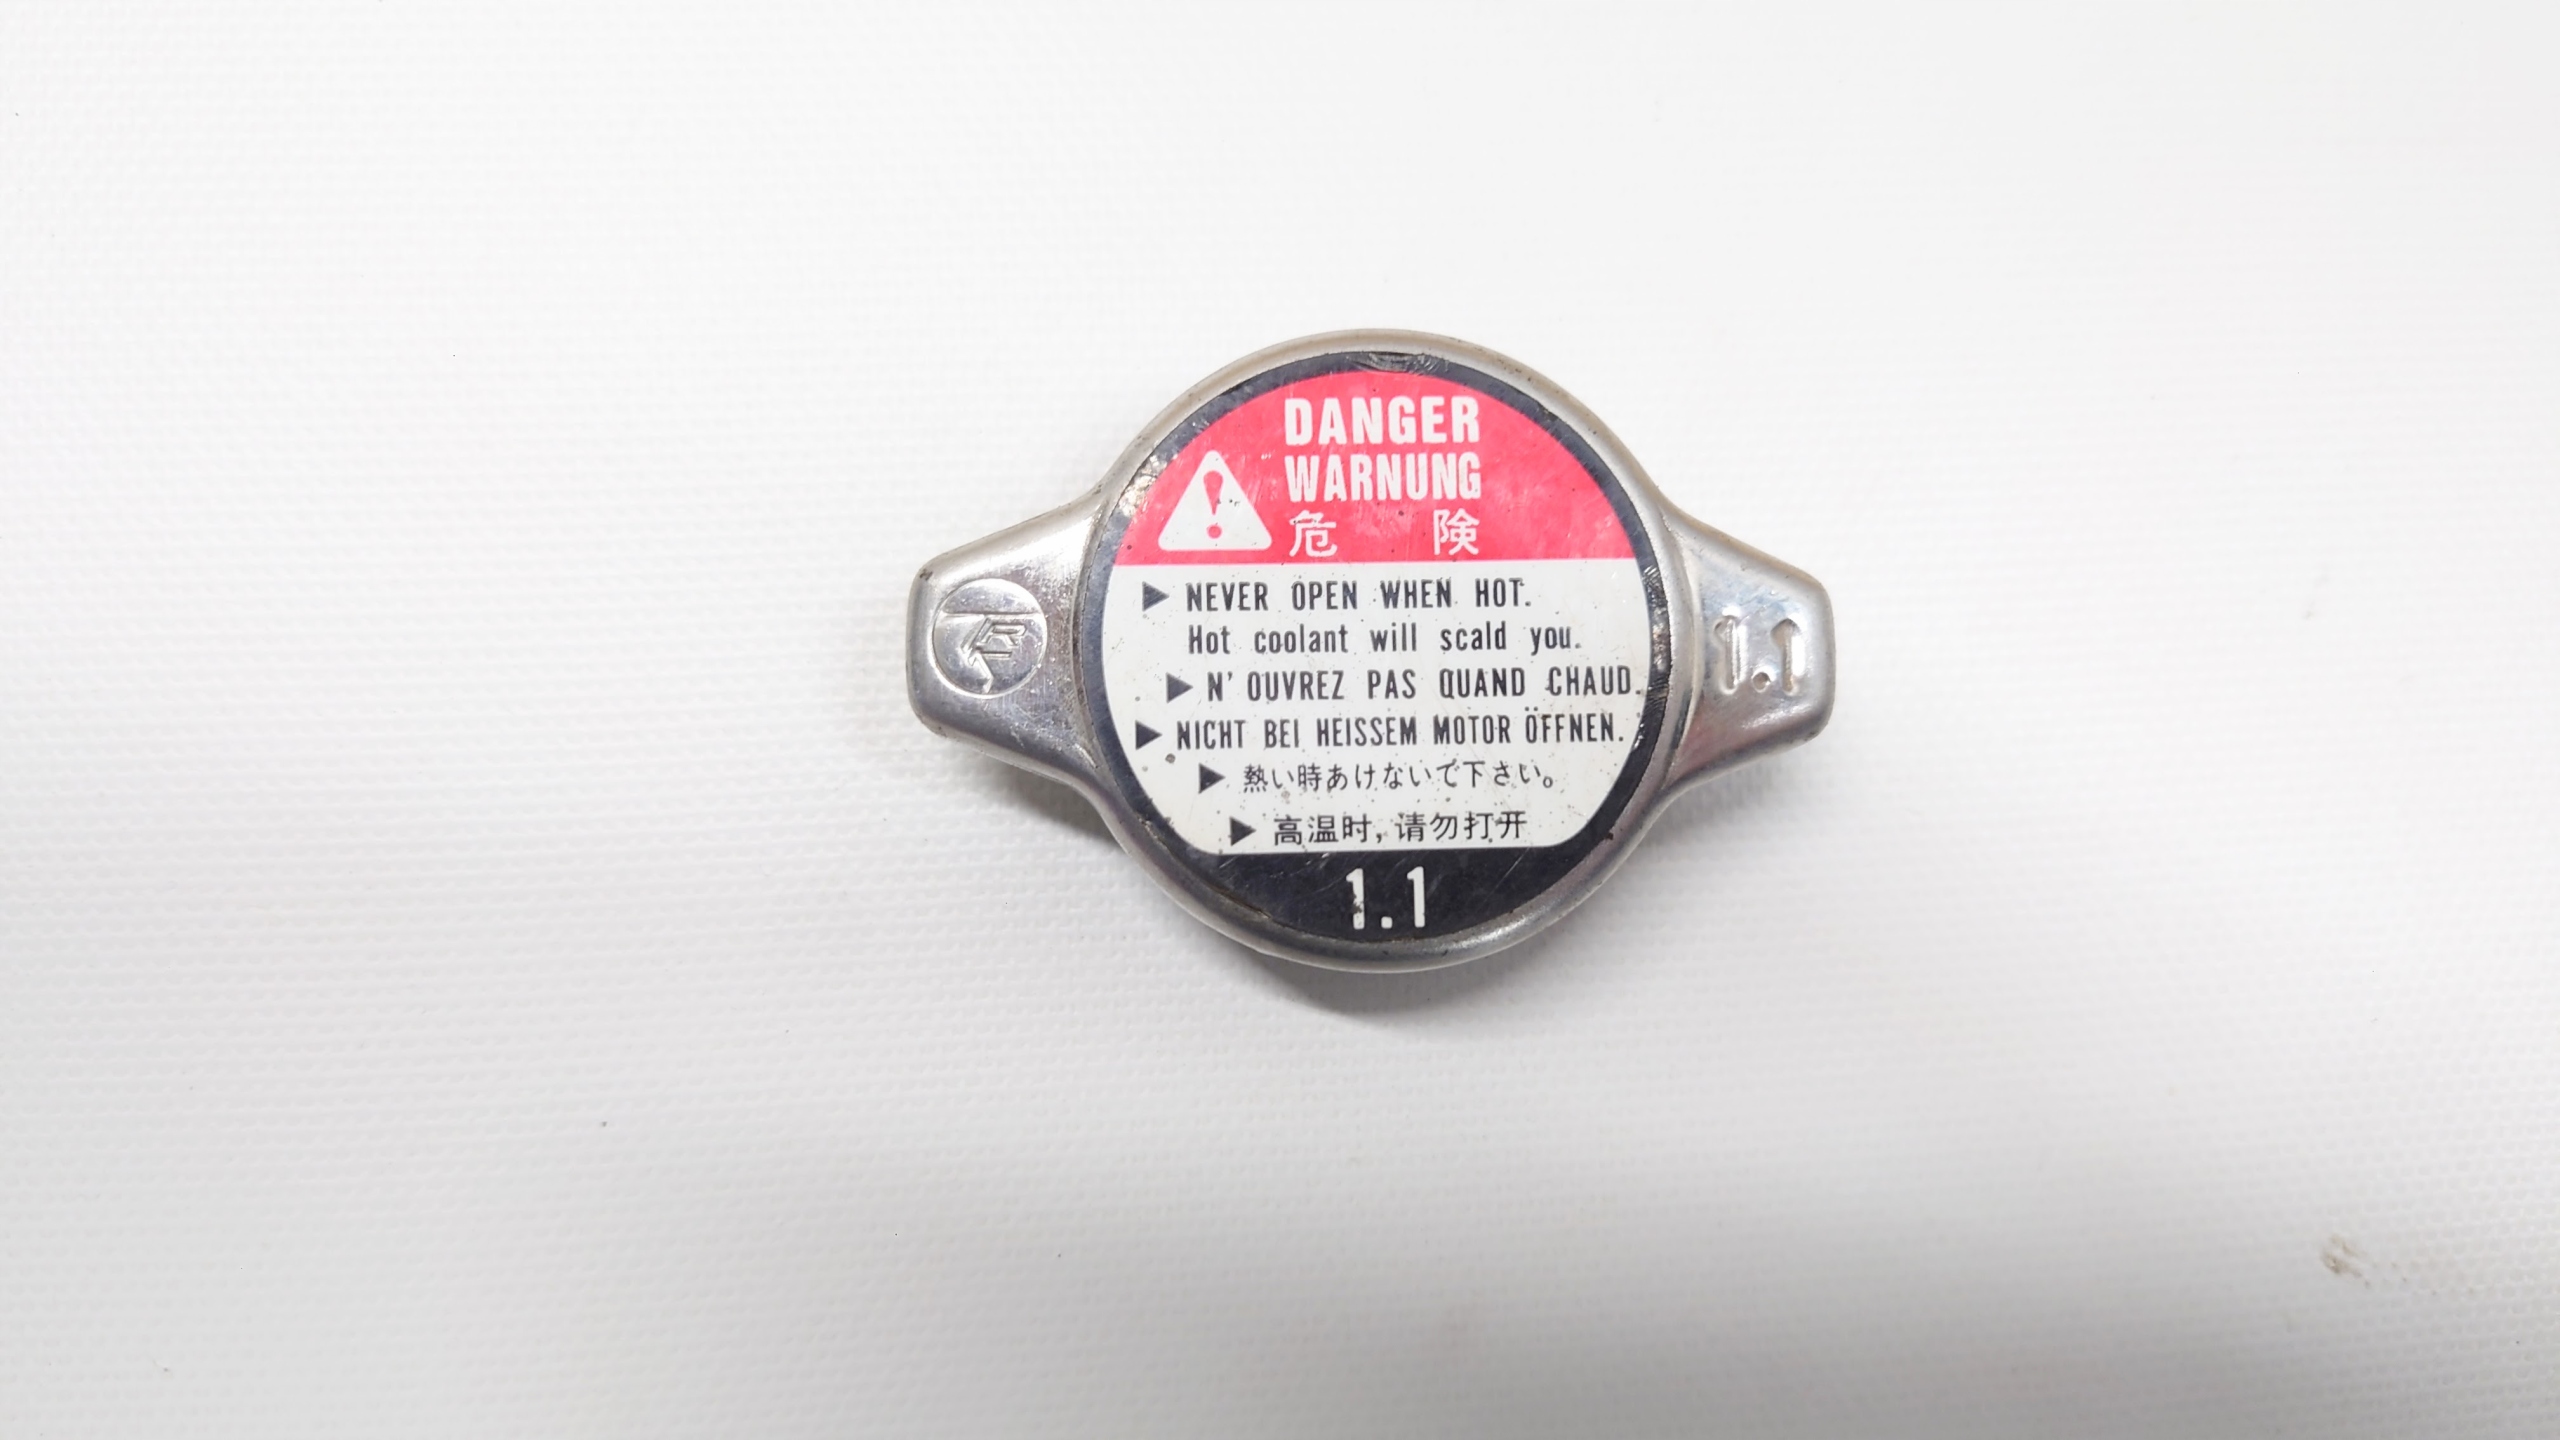 DANGER
WARNUNG
危 険
▶ NEVER OPEN WHEN HOT.
Hot coolant will scald you.
▶ N'OUVREZ PAS QUAND CHAUD.
▶ NICHT BEI HEISSEM MOTOR ÖFFNEN.
▶ 熱い時あけないで下さい。
▶ 高温时,请勿打开
1.1
1.1